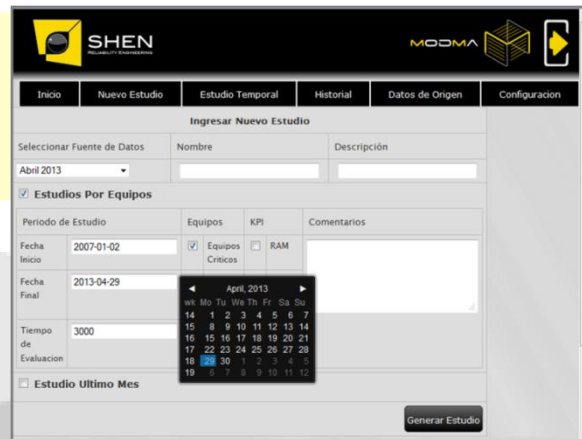 SHEN
RELIABILITY ENGINEERING
MODMA
Inicio Nuevo Estudio Estudio Temporal Historial Datos de Origen Configuracion
Ingresar Nuevo Estudio
Seleccionar Fuente de Datos Nombre Descripción
Abril 2013
Estudios Por Equipos
Periodo de Estudio Equipos KPI Comentarios
Fecha Inicio 2007-01-02 Equipos Criticos RAM
Fecha Final 2013-04-29
Tiempo de Evaluacion 3000
April, 2013
wk Mo Tu We Th Fr Sa Su
14 1 2 3 4 5 6 7
15 8 9 10 11 12 13 14
16 15 16 17 18 19 20 21
17 22 23 24 25 26 27 28
18 29 30 1 2 3 4 5
19 6 7 8 9 10 11 12
Estudio Ultimo Mes
Generar Estudio